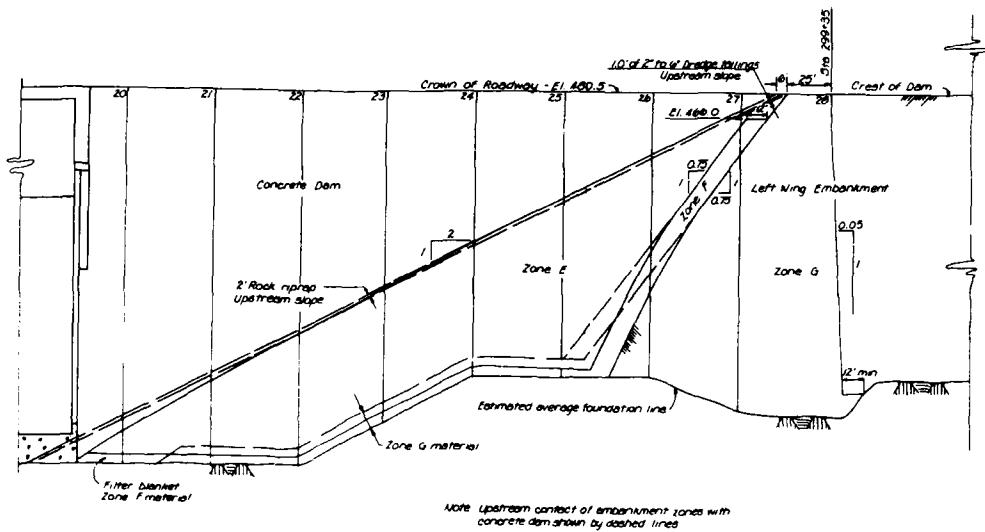 Sta 299+35
1.0' of 2" to 6" Dredge Tailings
Upstream slope
6' 25'
Crown of Roadway - El. 480.5
Crest of Dam
20 21 22 23 24 25 26 27 28
El. 466.0
Concrete Dam
0.75
1
1
0.75
Zone F
Left Wing Embankment
2
1
0.05
1
Zone E
Zone G
2' Rock riprap
Upstream slope
12' min
Estimated average foundation line
Zone G material
Filter blanket
Zone F material
Note Upstream contact of embankment zones with
concrete dam shown by dashed lines